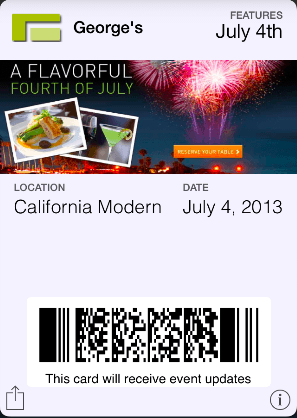 George's
FEATURES
July 4th
A FLAVORFUL
FOURTH OF JULY
RESERVE YOUR TABLE >
LOCATION
DATE
California Modern
July 4, 2013
This card will receive event updates